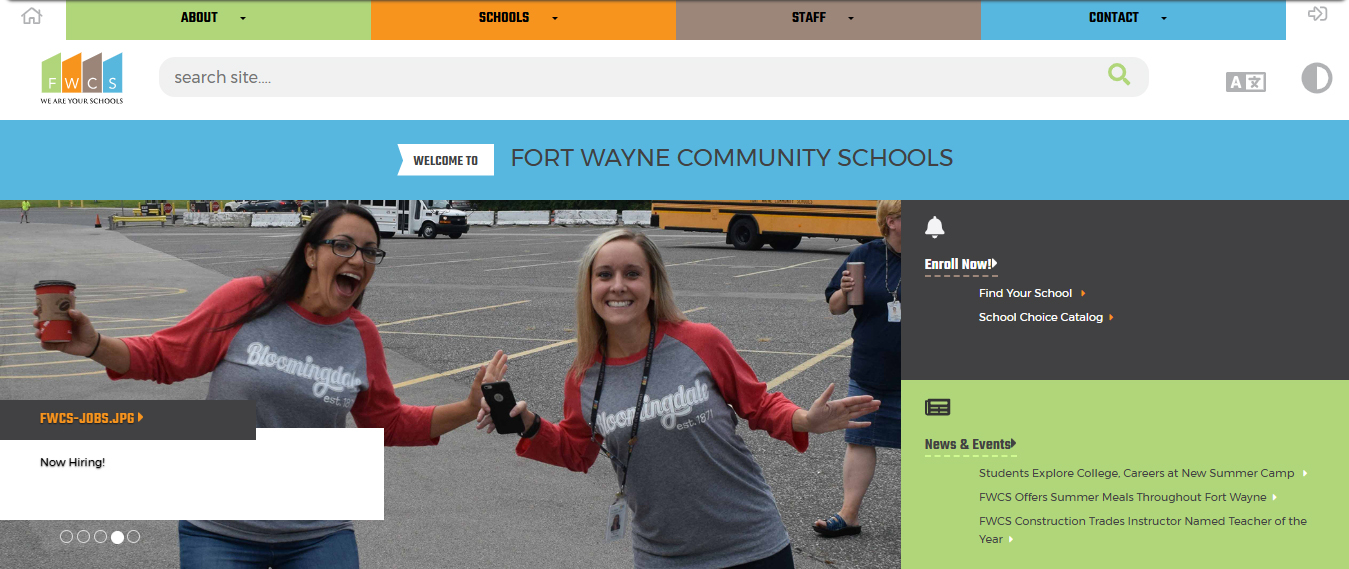 ABOUT
SCHOOLS
STAFF
CONTACT
FWCS
WE ARE YOUR SCHOOLS
search site....
A
WELCOME TO
FORT WAYNE COMMUNITY SCHOOLS
Enroll Now!
Find Your School
School Choice Catalog
Bloomingdale
est. 1871
Bloomingdale
est. 1871
FWCS-JOBS.JPG
Now Hiring!
News & Events
Students Explore College, Careers at New Summer Camp
FWCS Offers Summer Meals Throughout Fort Wayne
FWCS Construction Trades Instructor Named Teacher of the
Year